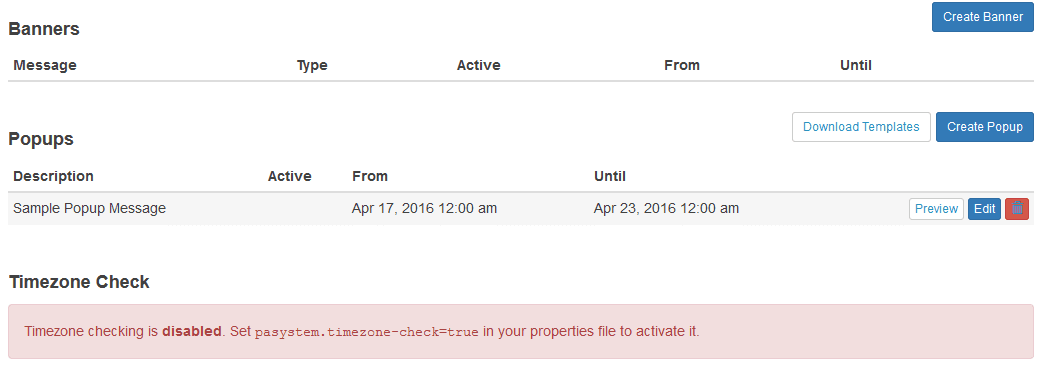 Banners
Create Banner
Message Type Active From Until
Popups
Download Templates Create Popup
Description Active From Until
Sample Popup Message Apr 17, 2016 12:00 am Apr 23, 2016 12:00 am Preview Edit
Timezone Check
Timezone checking is disabled. Set pasystem.timezone-check=true in your properties file to activate it.